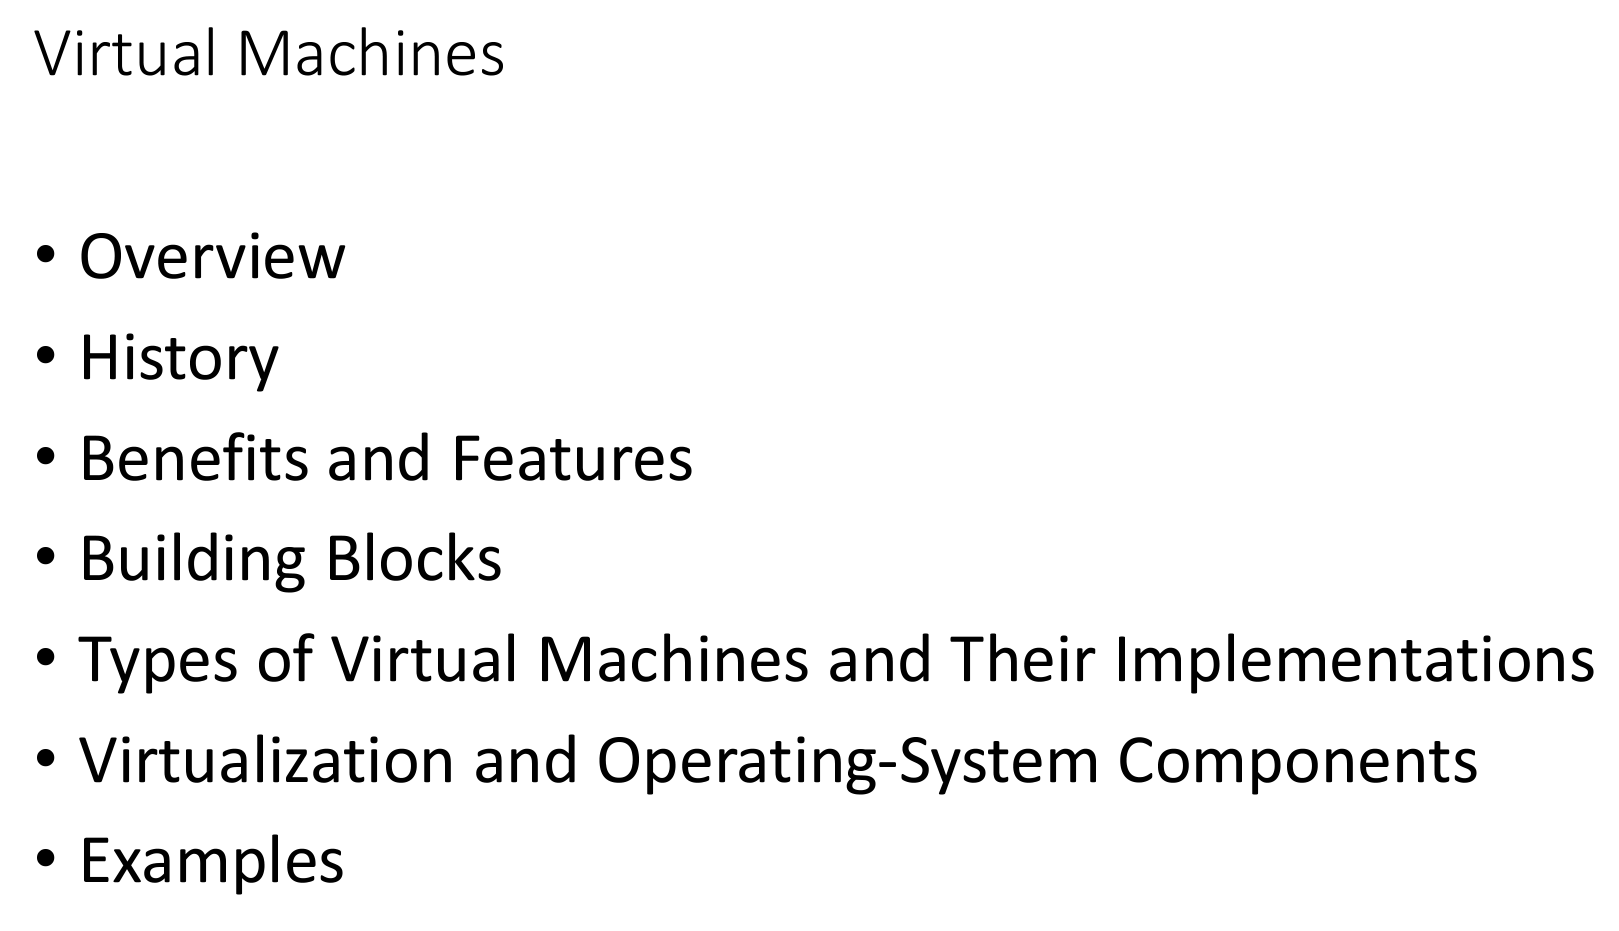 Virtual Machines
• Overview
• History
• Benefits and Features
• Building Blocks
• Types of Virtual Machines and Their Implementations
• Virtualization and Operating-System Components
• Examples